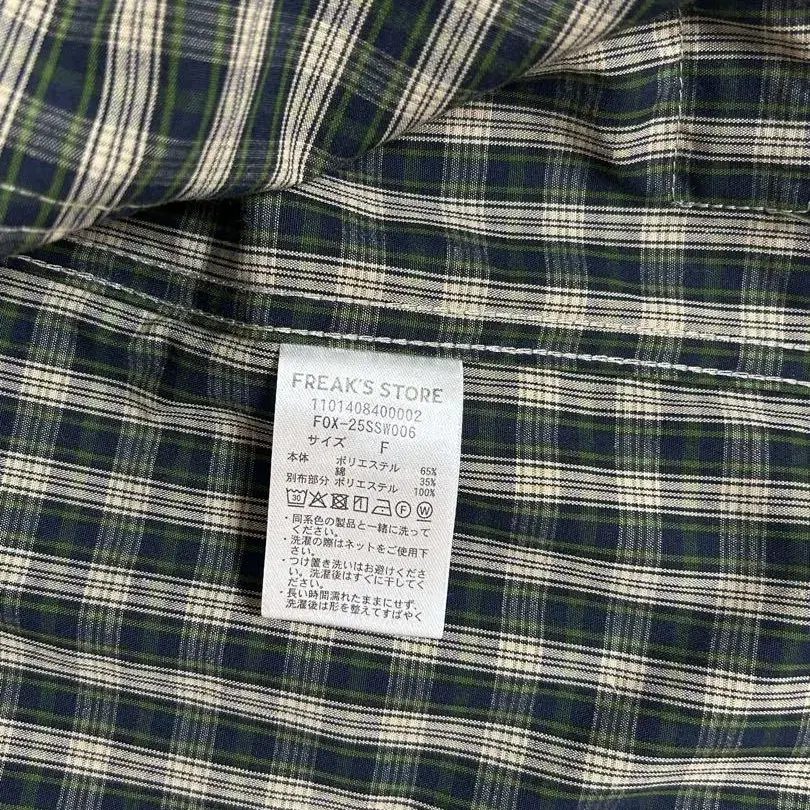 FREAK'S STORE
1101408400002
FOX-25SSW006
サイズ F
本体 ポリエステル 65%
綿 35%
別布部分 ポリエステル 100%
30 1 F W
・同系色の製品と一緒に洗って
ください。
・洗濯の際はネットをご使用下
さい。
・つけ置き洗いはお避けくださ
い。洗濯後はすぐに干してく
ださい。
・長い時間濡れたままにせず、
洗濯後は形を整えてすばやく